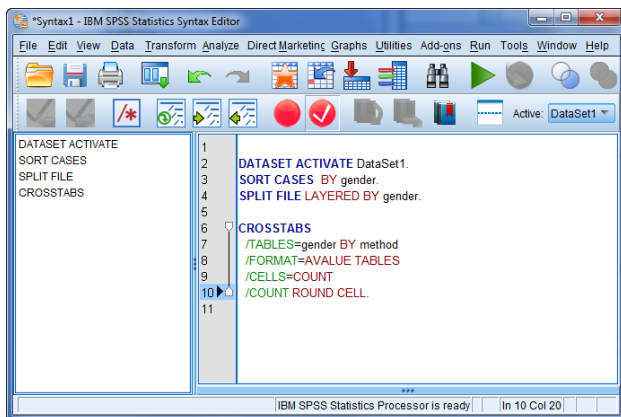 *Syntax1 - IBM SPSS Statistics Syntax Editor
File Edit View Data Transform Analyze Direct Marketing Graphs Utilities Add-ons Run Tools Window Help
/*
Active: DataSet1
DATASET ACTIVATE
SORT CASES
SPLIT FILE
CROSSTABS
1
2 DATASET ACTIVATE DataSet1.
3 SORT CASES BY gender.
4 SPLIT FILE LAYERED BY gender.
5
6 CROSSTABS
7 /TABLES=gender BY method
8 /FORMAT=AVALUE TABLES
9 /CELLS=COUNT
10 /COUNT ROUND CELL.
11
IBM SPSS Statistics Processor is ready In 10 Col 20